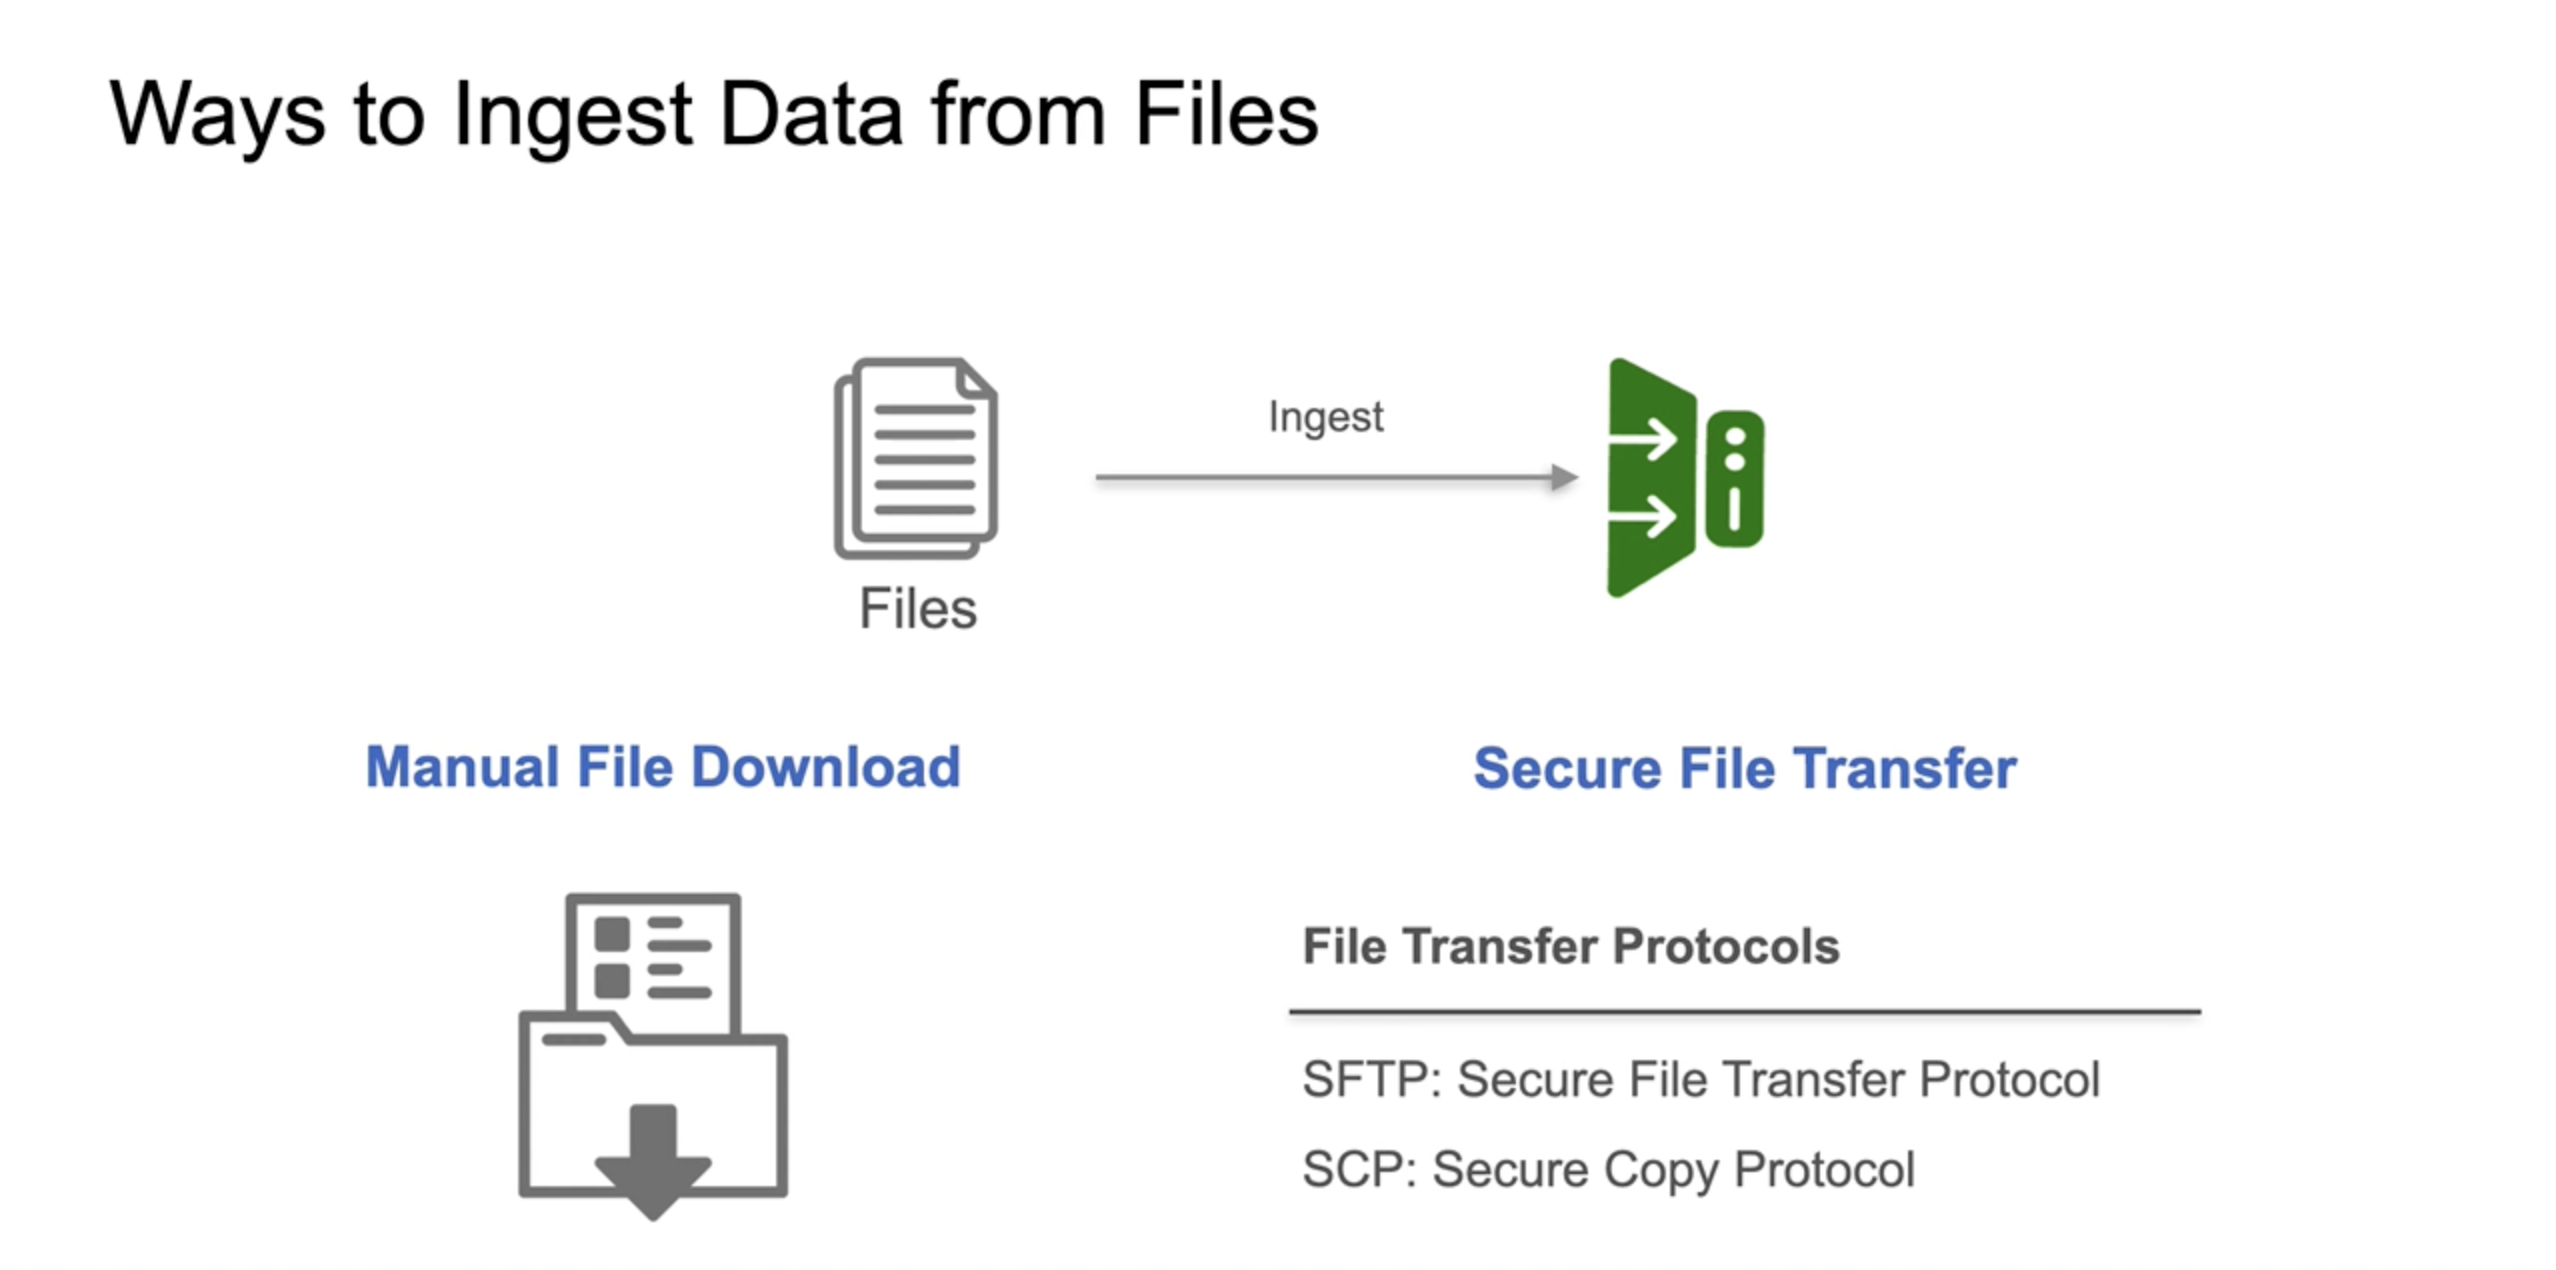 Ways to Ingest Data from Files
Ingest
Files
Manual File Download
Secure File Transfer
File Transfer Protocols
SFTP: Secure File Transfer Protocol
SCP: Secure Copy Protocol